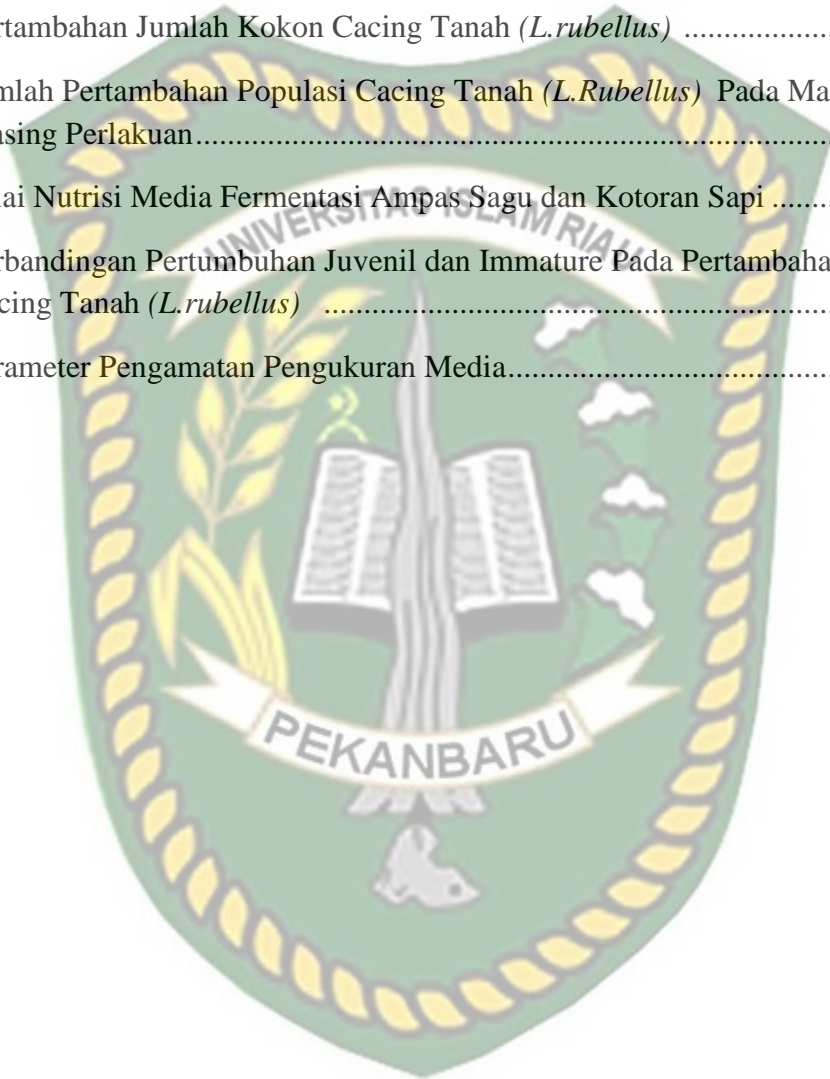 rtambahan Jumlah Kokon Cacing Tanah (L.rubellus) ..................
mlah Pertambahan Populasi Cacing Tanah (L.Rubellus) Pada Ma
asing Perlakuan..................................................................
lai Nutrisi Media Fermentasi Ampas Sagu dan Kotoran Sapi ........
UNIVERSITAS ISLAM RIAU
rbandingan Pertumbuhan Juvenil dan Immature Pada Pertambaha
cing Tanah (L.rubellus) .....................................................
rameter Pengamatan Pengukuran Media..................................
PEKANBARU